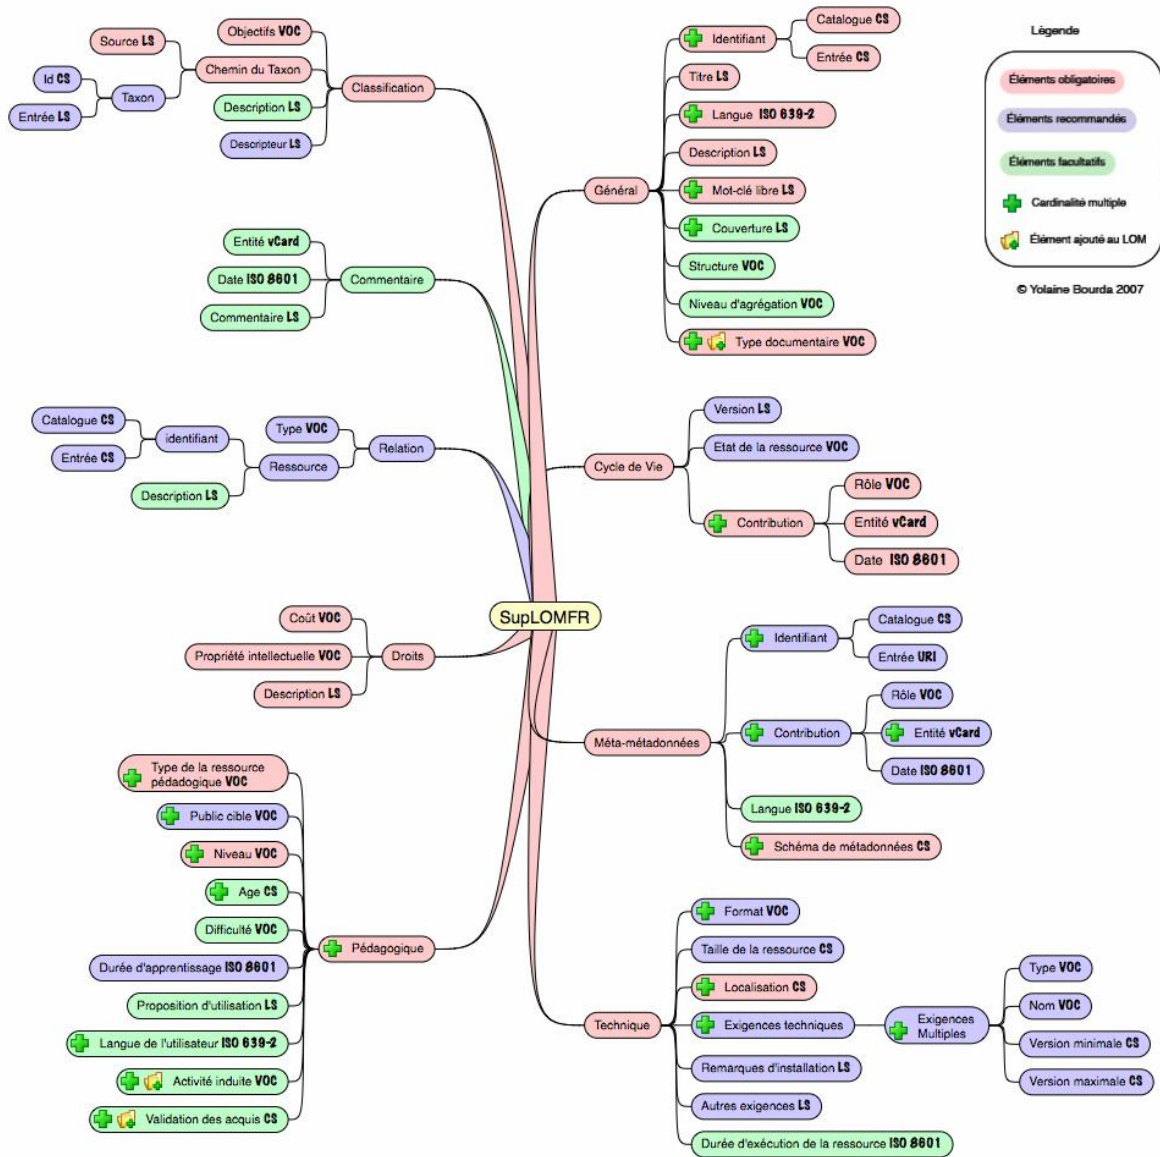 Objectifs VOC
Source LS
Chemin du Taxon
Id CS
Taxon
Entrée LS
Description LS
Descripteur LS
Classification
Entité vCard
Date ISO 8601
Commentaire LS
Commentaire
Catalogue CS
identifiant
Entrée CS
Type VOC
Ressource
Description LS
Relation
SupLOMFR
Coût VOC
Propriété intellectuelle VOC
Description LS
Droits
Type de la ressource
pédadogique VOC
Public cible VOC
Niveau VOC
Age CS
Difficulté VOC
Durée d'apprentissage ISO 8601
Proposition d'utilisation LS
Langue de l'utilisateur ISO 639-2
Activité induite VOC
Validation des acquis CS
Pédagogique
Général
Identifiant
Catalogue CS
Entrée CS
Titre LS
Langue ISO 639-2
Description LS
Mot-clé libre LS
Couverture LS
Structure VOC
Niveau d'agrégation VOC
Type documentaire VOC
Cycle de Vie
Version LS
Etat de la ressource VOC
Contribution
Rôle VOC
Entité vCard
Date ISO 8601
Méta-métadonnées
Identifiant
Catalogue CS
Entrée URI
Contribution
Rôle VOC
Entité vCard
Date ISO 8601
Langue ISO 639-2
Schéma de métadonnées CS
Technique
Format VOC
Taille de la ressource CS
Localisation CS
Exigences techniques
Exigences
Multiples
Type VOC
Nom VOC
Version minimale CS
Version maximale CS
Remarques d'installation LS
Autres exigences LS
Durée d'exécution de la ressource ISO 8601
Légende
Éléments obligatoires
Éléments recommandés
Éléments facultatifs
Cardinalité multiple
Élément ajouté au LOM
© Yolaine Bourda 2007